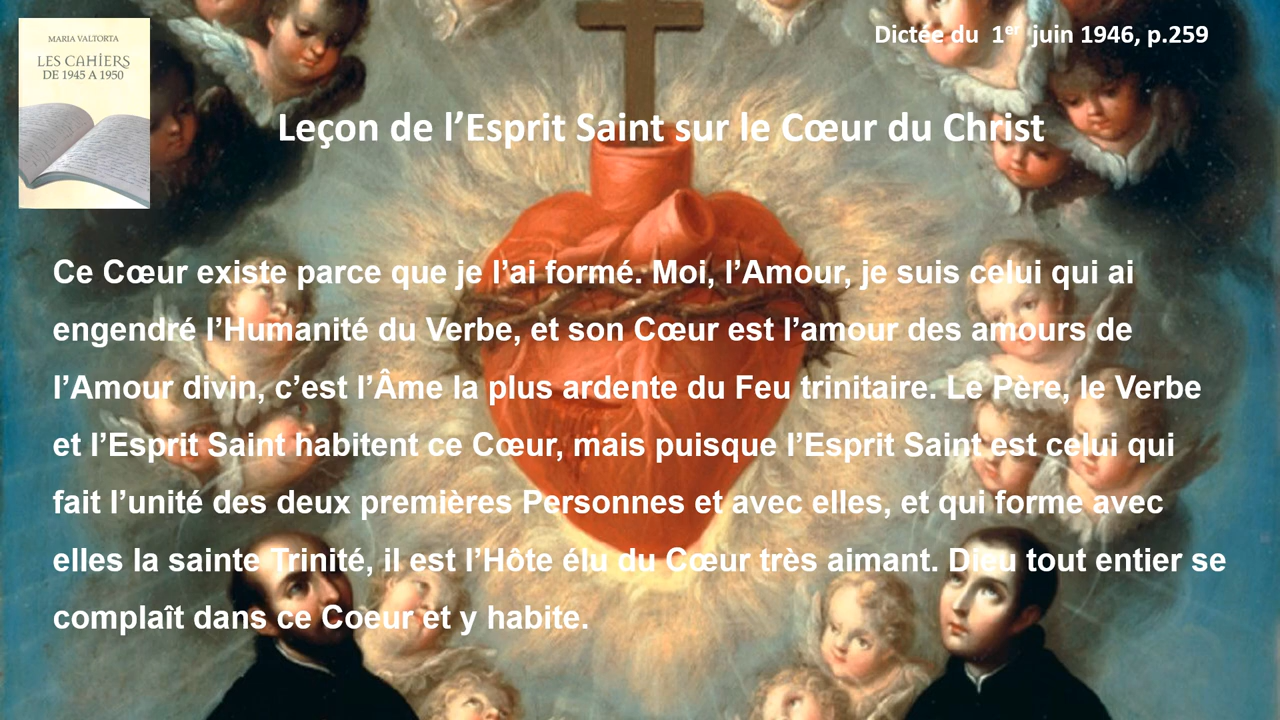 MARIA VALTORTA
LES CAHIERS
DE 1945 A 1950
Dictée du 1er juin 1946, p.259
Leçon de l’Esprit Saint sur le Cœur du Christ
Ce Cœur existe parce que je l’ai formé. Moi, l’Amour, je suis celui qui ai
engendré l’Humanité du Verbe, et son Cœur est l’amour des amours de
l’Amour divin, c’est l’Âme la plus ardente du Feu trinitaire. Le Père, le Verbe
et l’Esprit Saint habitent ce Cœur, mais puisque l’Esprit Saint est celui qui
fait l’unité des deux premières Personnes et avec elles, et qui forme avec
elles la sainte Trinité, il est l’Hôte élu du Cœur très aimant. Dieu tout entier se
complaît dans ce Coeur et y habite.